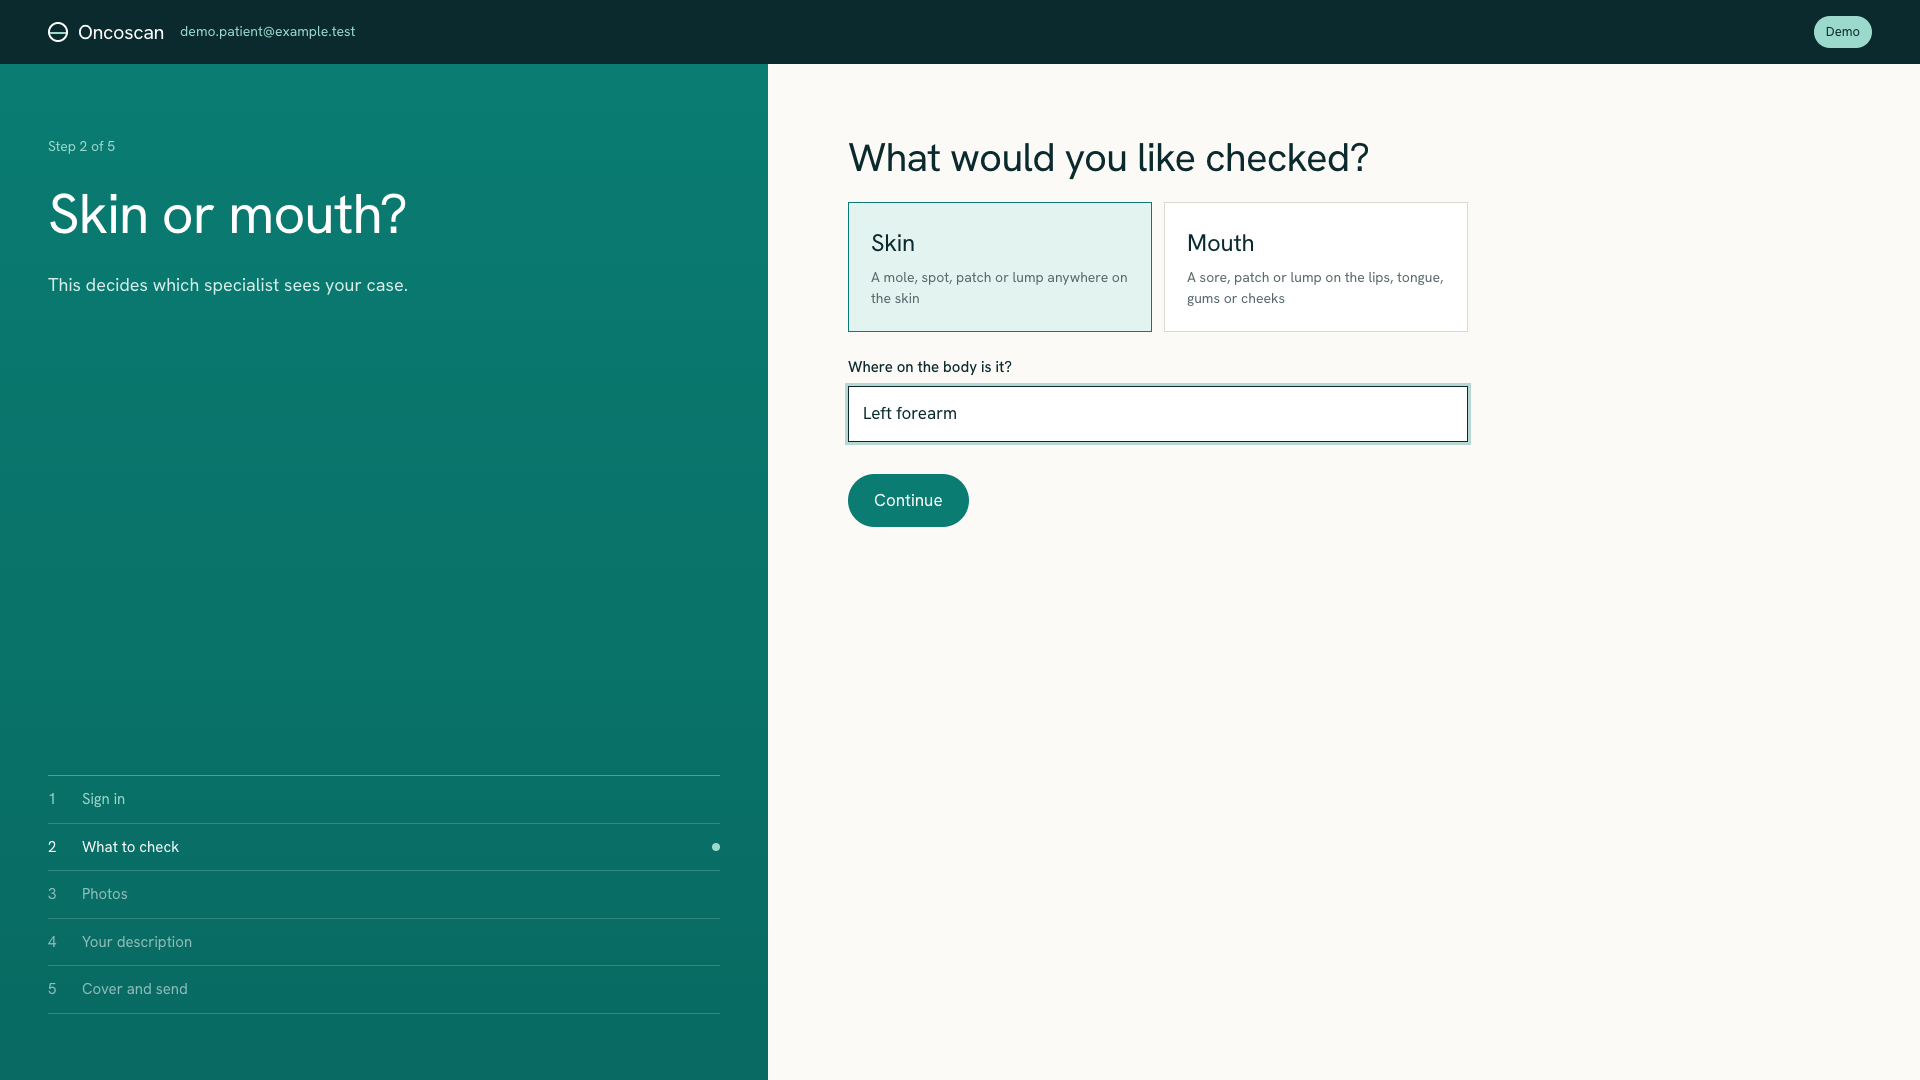 Oncoscan
demo.patient@example.test
Demo
Step 2 of 5
Skin or mouth?
This decides which specialist sees your case.
1 Sign in
2 What to check
3 Photos
4 Your description
5 Cover and send
What would you like checked?
Skin
A mole, spot, patch or lump anywhere on
the skin
Mouth
A sore, patch or lump on the lips, tongue,
gums or cheeks
Where on the body is it?
Left forearm
Continue